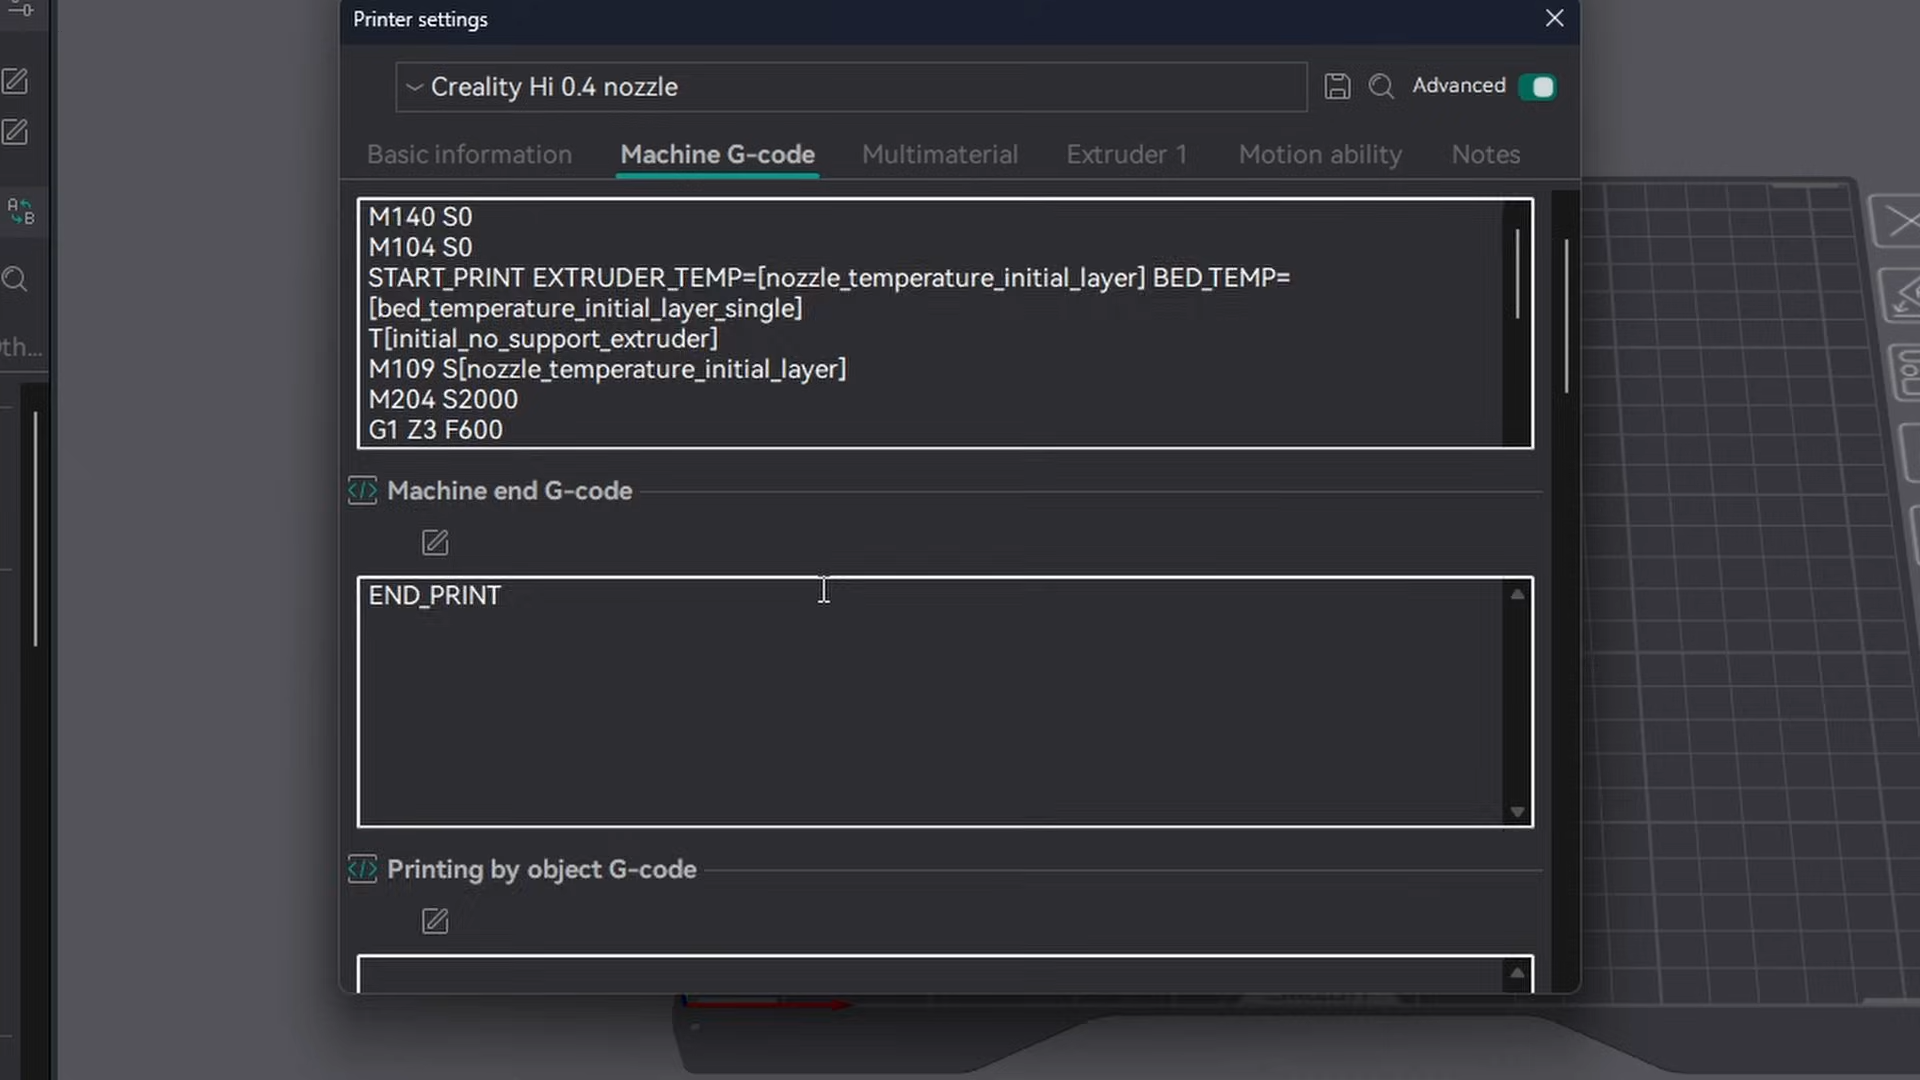 Printer settings
Creality Hi 0.4 nozzle
Advanced
Basic information Machine G-code Multimaterial Extruder 1 Motion ability Notes
M140 S0
M104 S0
START_PRINT EXTRUDER_TEMP=[nozzle_temperature_initial_layer] BED_TEMP=
[bed_temperature_initial_layer_single]
T[initial_no_support_extruder]
M109 S[nozzle_temperature_initial_layer]
M204 S2000
G1 Z3 F600
Machine end G-code
END_PRINT
Printing by object G-code
A
B